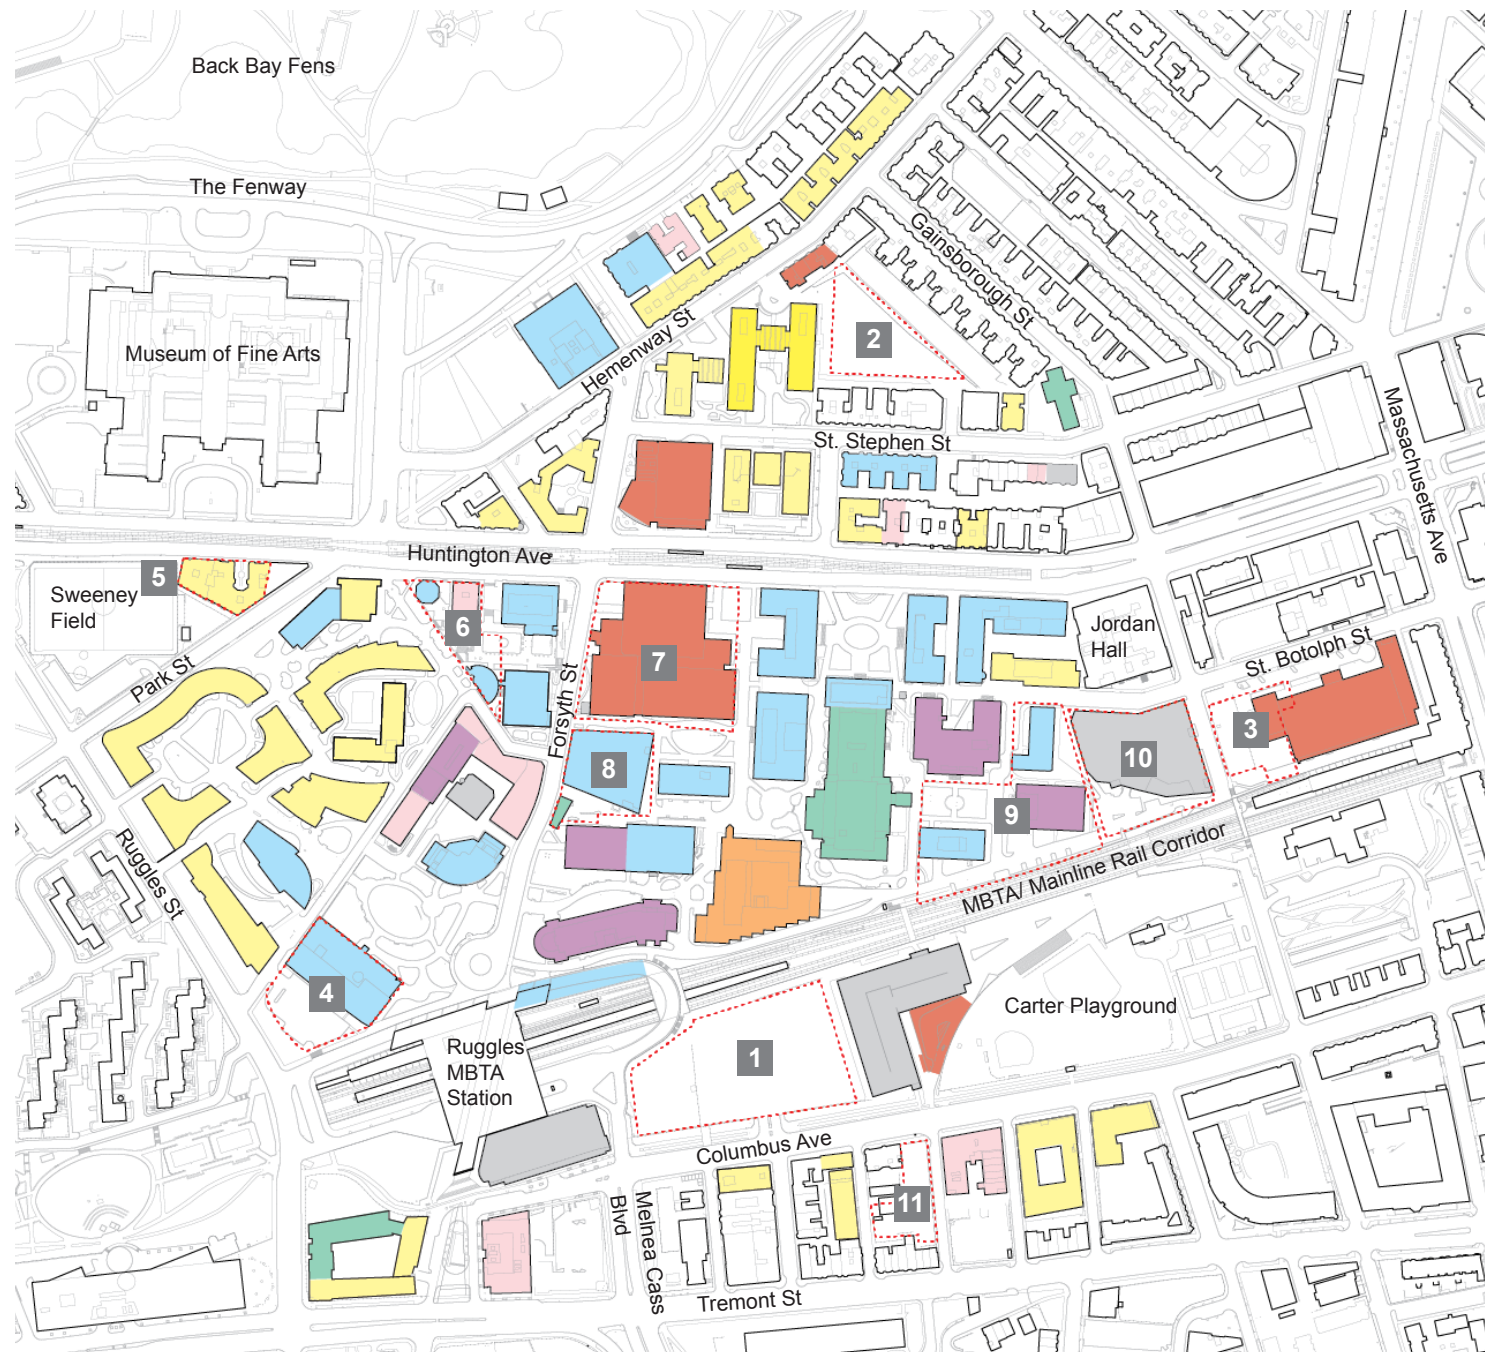 Back Bay Fens
The Fenway
Museum of Fine Arts
Hemenway St
Gainsborough St
2
St. Stephen St
Massachusetts Ave
Huntington Ave
5
Sweeney
Field
6
7
Jordan
Hall
Park St
Forsyth St
St. Botolph St
3
8
10
9
Ruggles St
MBTA/ Mainline Rail Corridor
4
Carter Playground
Ruggles
MBTA
Station
1
Columbus Ave
11
Melnea Cass
Blvd
Tremont St